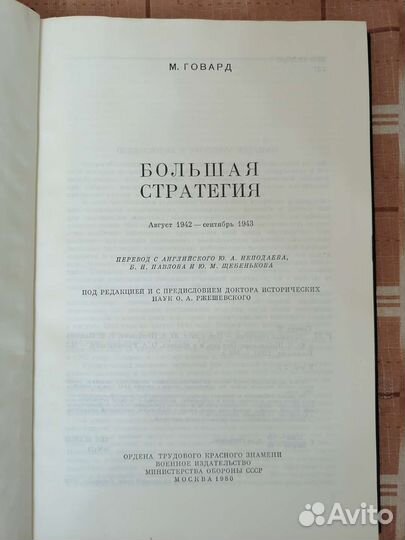 М. ГОВАРД
БОЛЬШАЯ
СТРАТЕГИЯ
Август 1942 — сентябрь 1943
ПЕРЕВОД С АНГЛИЙСКОГО Ю. А. НЕПОДАЕВА,
Б. Н. ПАВЛОВА И Ю. М. ЩЕБЕНЬКОВА
ПОД РЕДАКЦИЕЙ И С ПРЕДИСЛОВИЕМ ДОКТОРА ИСТОРИЧЕСКИХ
НАУК О. А. РЖЕШЕВСКОГО
ОРДЕНА ТРУДОВОГО КРАСНОГО ЗНАМЕНИ
ВОЕННОЕ ИЗДАТЕЛЬСТВО
МИНИСТЕРСТВА ОБОРОНЫ СССР
МОСКВА 1980
Avito